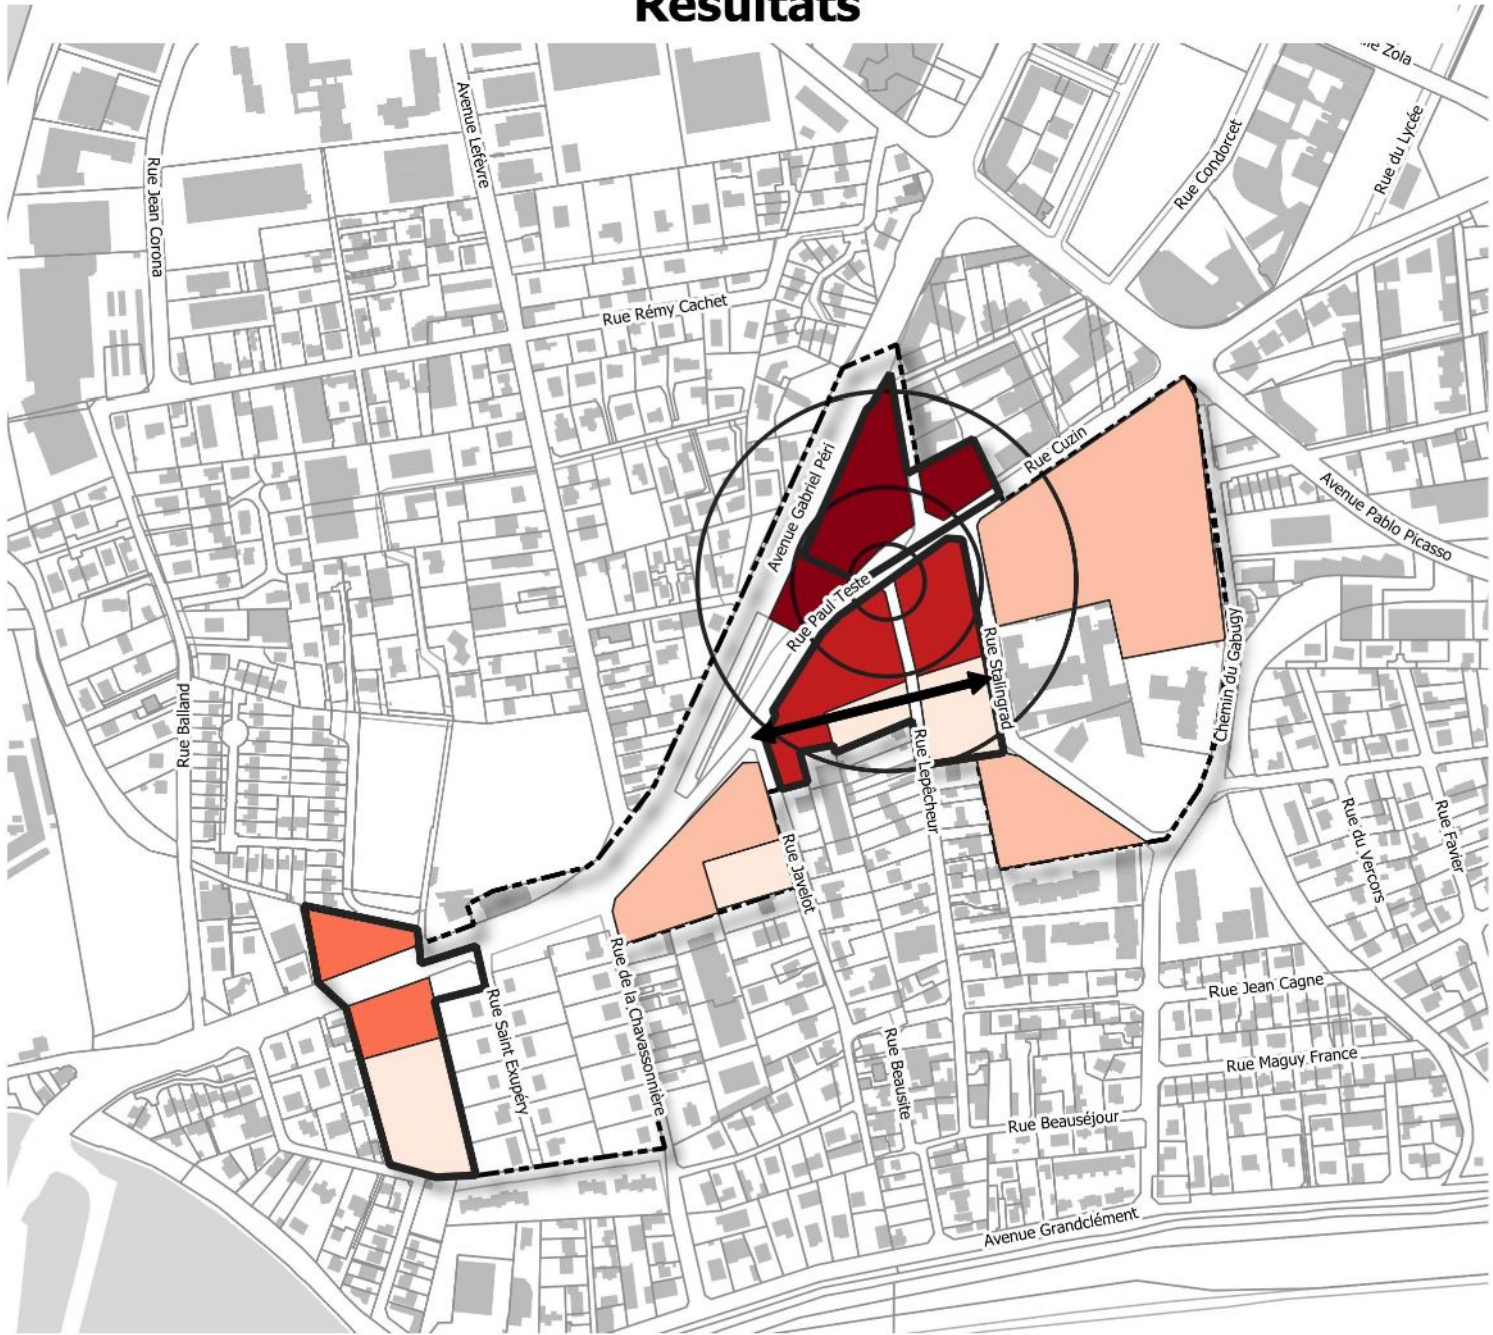 Résultats
Zola
Avenue Lefèvre
Rue du Lycée
Rue Condorcet
Rue Jean Corona
Rue Rémy Cachet
Rue Cuzin
Avenue Gabriel Péri
Avenue Pablo Picasso
Rue Paul Teste
Rue Stalingrad
Chemin du Gabugy
Rue Balland
Rue Lepêcheur
Rue Javelot
Rue du Vercors
Rue Favier
Rue de la Chavassonnière
Rue Saint Exupéry
Rue Jean Cagne
Rue Beausite
Rue Maguy France
Rue Beauséjour
Avenue Grandclément